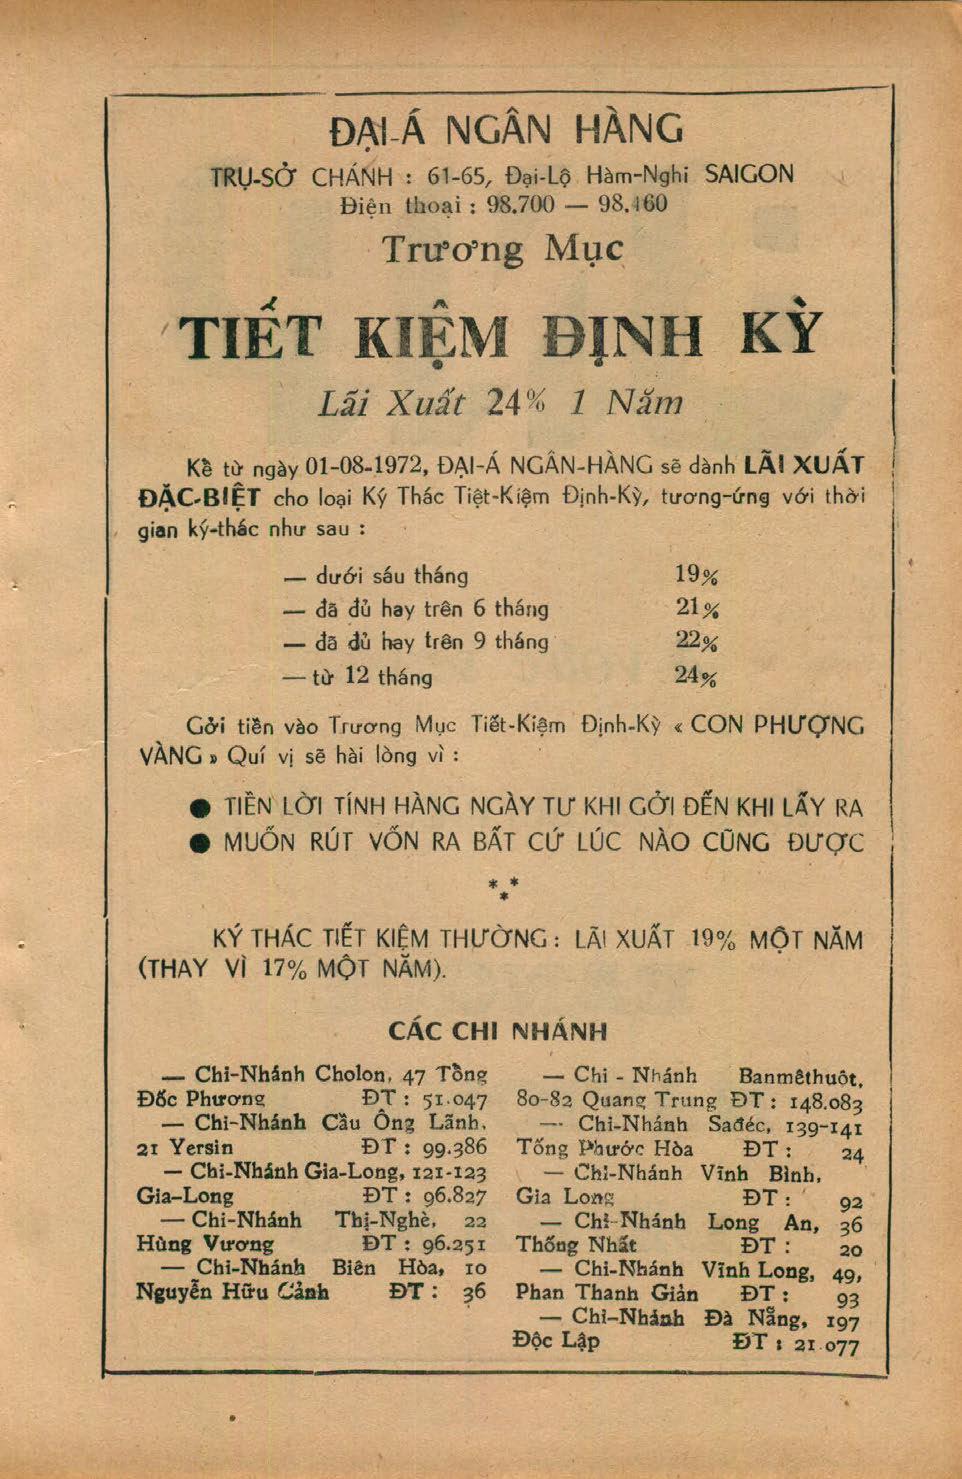 ĐẠI-Á NGÂN HÀNG
TRỤ-SỞ CHÁNH : 61-65, Đại-Lộ Hàm-Nghi SAIGON
Điện thoại : 98.700 — 98.460
Trương Mục
TIẾT KIỆM ĐỊNH KỲ
Lãi Xuất 24% 1 Năm
Kề từ ngày 01-08-1972, ĐẠI-Á NGÂN-HÀNG sẽ dành LÃI XUẤT
ĐẶC-BIỆT cho loại Ký Thác Tiệt-Kiệm Định-Kỳ, tương-ứng với thời
gian ký-thác như sau :
— dưới sáu tháng 19%
— đã đủ hay trên 6 tháng 21%
— đã đủ hay trên 9 tháng 22%
— từ 12 tháng 24%
Gởi tiền vào Trương Mục Tiết-Kiệm Định-Kỳ « CON PHƯỢNG
VÀNG » Quí vị sẽ hài lòng vì :
● TIỀN LỜI TÍNH HÀNG NGÀY TƯ KHI GỞI ĐẾN KHI LẤY RA
● MUỐN RÚT VỐN RA BẤT CỨ LÚC NÀO CŨNG ĐƯỢC
* * *
KÝ THÁC TIẾT KIỆM THƯỜNG : LÃI XUẤT 19% MỘT NĂM
(THAY VÌ 17% MỘT NĂM).
CÁC CHI NHÁNH
— Chi-Nhánh Cholon, 47 Tồng
Đốc Phương ĐT : 51.047
— Chi-Nhánh Cầu Ông Lãnh,
21 Yersin ĐT : 99.386
— Chi-Nhánh Gia-Long, 121-123
Gia-Long ĐT : 96.827
— Chi-Nhánh Thị-Nghè, 22
Hùng Vương ĐT : 96.251
— Chi-Nhánh Biên Hòa, 10
Nguyễn Hữu Cảnh ĐT : 36
— Chi - Nhánh Banmêthuôt,
80-82 Quang Trung ĐT : 148.083
— Chi-Nhánh Sađéc, 139-141
Tống Phước Hòa ĐT : 24
— Chi-Nhánh Vĩnh Bình,
Gia Long ĐT : 92
— Chi-Nhánh Long An, 36
Thống Nhất ĐT : 20
— Chi-Nhánh Vĩnh Long, 49,
Phan Thanh Giản ĐT : 93
— Chi-Nhánh Đà Nẵng, 197
Độc Lập ĐT : 21.077